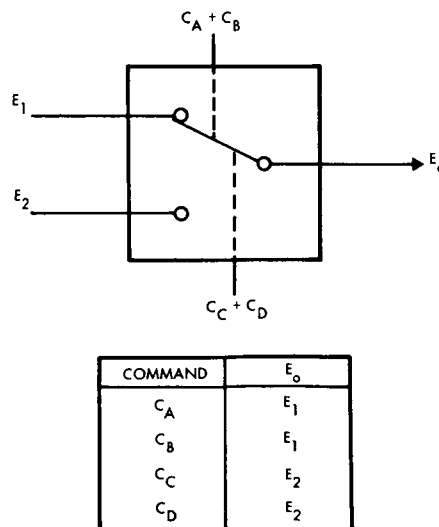 C_A + C_B
E_1
E_2
E_o
C_C + C_D
COMMAND E_o
C_A E_1
C_B E_1
C_C E_2
C_D E_2